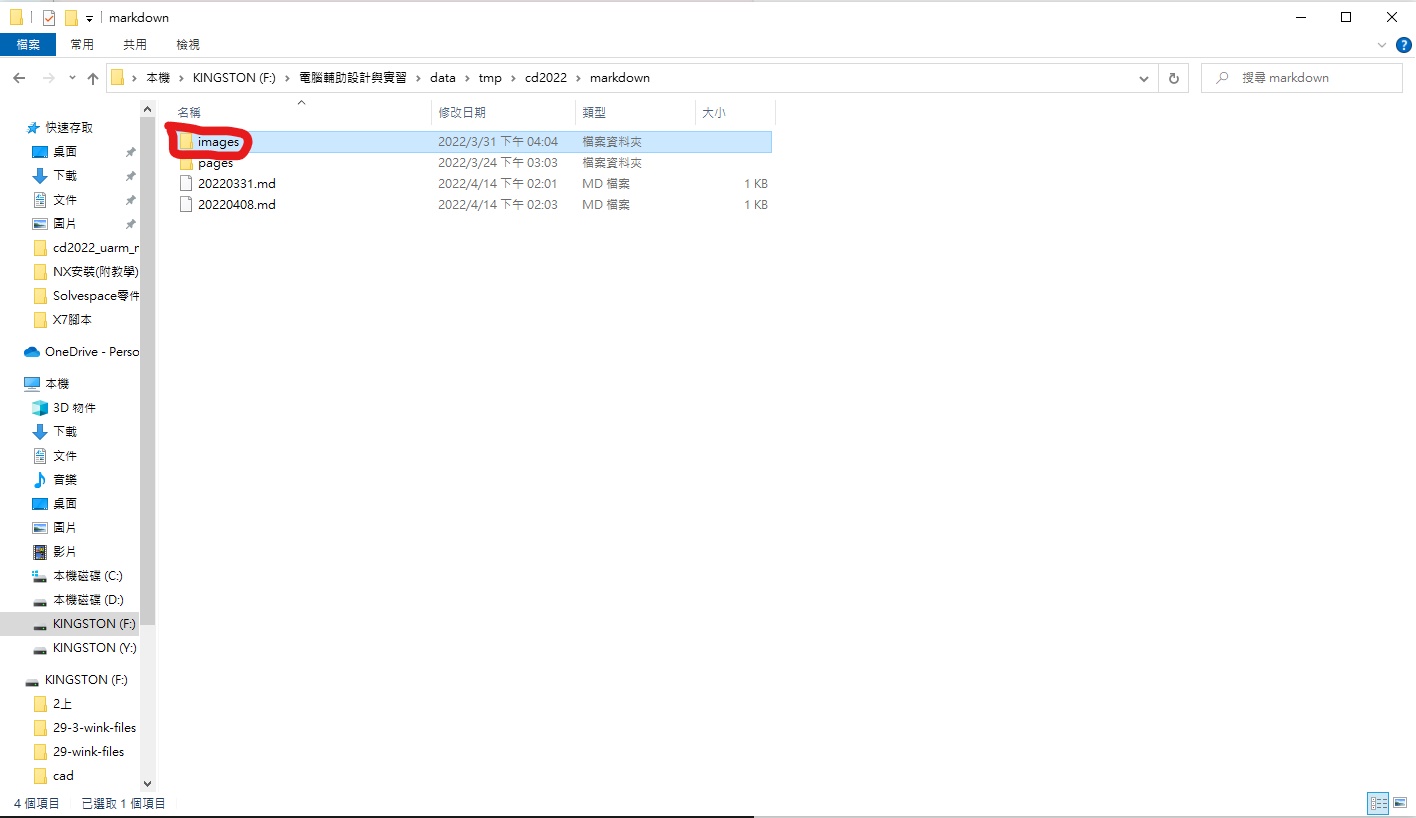 markdown
檔案 常用 共用 檢視
本機 KINGSTON (F:) 電腦輔助設計與實習 data tmp cd2022 markdown 搜尋 markdown
名稱 修改日期 類型 大小
images 2022/3/31 下午 04:04 檔案資料夾
pages 2022/3/24 下午 03:03 檔案資料夾
20220331.md 2022/4/14 下午 02:01 MD 檔案 1 KB
20220408.md 2022/4/14 下午 02:03 MD 檔案 1 KB
快速存取
桌面
下載
文件
圖片
cd2022_uarm_r
NX安裝(附教學)
Solvespace零件
X7腳本
OneDrive - Perso
本機
3D 物件
下載
文件
音樂
桌面
圖片
影片
本機磁碟 (C:)
本機磁碟 (D:)
KINGSTON (F:)
KINGSTON (Y:)
KINGSTON (F:)
2上
29-3-wink-files
29-wink-files
cad
4 個項目 已選取 1 個項目